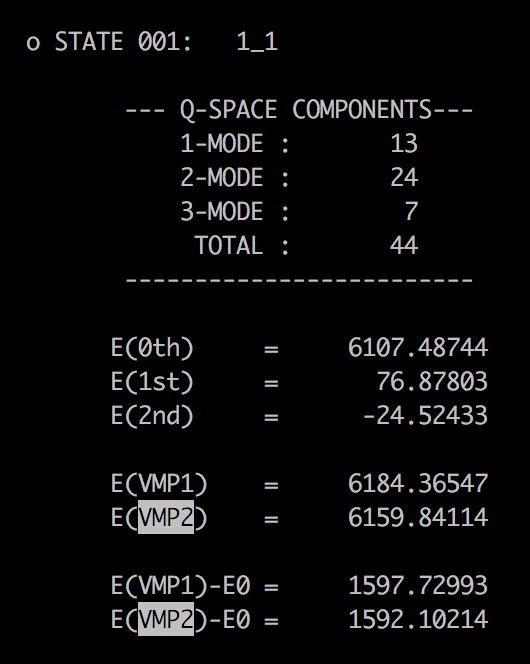 o STATE 001: 1_1
--- Q-SPACE COMPONENTS---
1-MODE : 13
2-MODE : 24
3-MODE : 7
TOTAL : 44
-------------------------
E(0th) = 6107.48744
E(1st) = 76.87803
E(2nd) = -24.52433
E(VMP1) = 6184.36547
E(VMP2) = 6159.84114
E(VMP1)-E0 = 1597.72993
E(VMP2)-E0 = 1592.10214